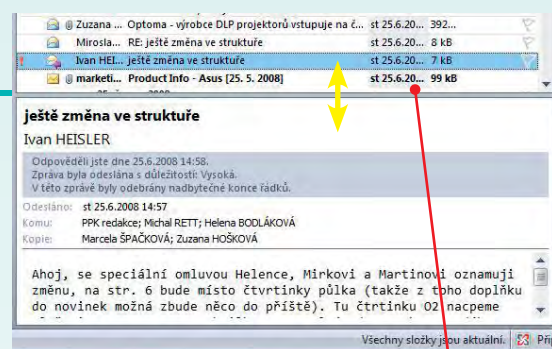 Zuzana ... Optoma - výrobce DLP projektorů vstupuje na č... st 25.6.20... 392...
Mirosla... RE: ještě změna ve struktuře st 25.6.20... 8 kB
! Ivan HEI... ještě změna ve struktuře st 25.6.20... 7 kB
marketi... Product Info - Asus [25. 5. 2008] st 25.6.20... 99 kB
ještě změna ve struktuře
Ivan HEISLER
Odpověděli jste dne 25.6.2008 14:58.
Zpráva byla odeslána s důležitostí: Vysoká.
V této zprávě byly odebrány nadbytečné konce řádků.
Odesláno: st 25.6.2008 14:57
Komu: PPK redakce; Michal RETT; Helena BODLÁKOVÁ
Kopie: Marcela ŠPAČKOVÁ; Zuzana HOŠKOVÁ
Ahoj, se speciální omluvou Helence, Mirkovi a Martinovi oznamuji
změnu, na str. 6 bude místo čtvrtinky půlka (takže z toho doplňku
do novinek možná zbude něco do příště). Tu čtrtinku O2 nacpeme
Všechny složky jsou aktuální. Přip